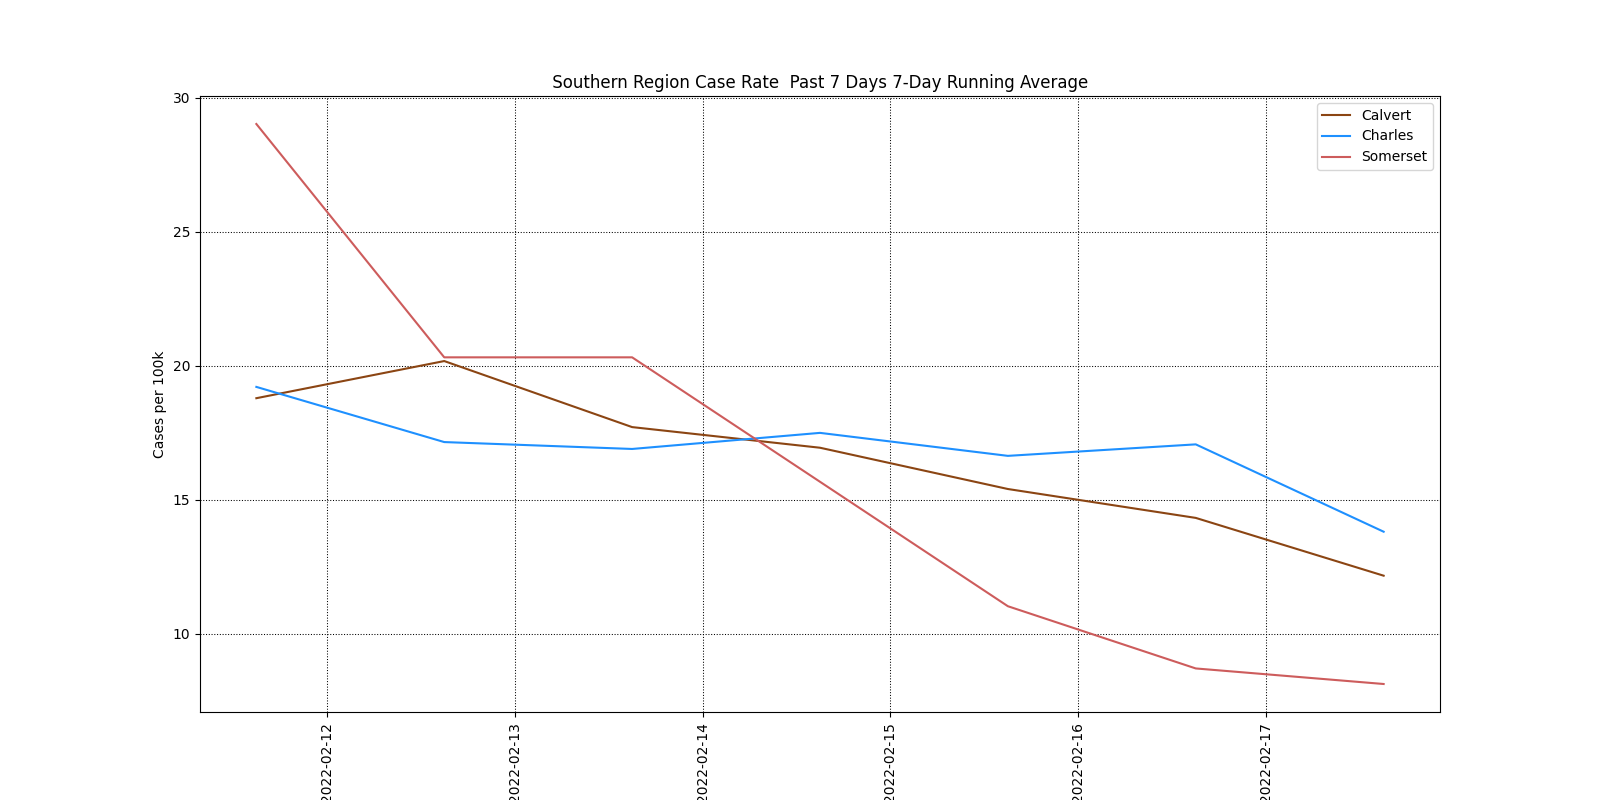 Southern Region Case Rate  Past 7 Days 7-Day Running Average
Calvert
Charles
Somerset
Cases per 100k
30
25
20
15
10
2022-02-12
2022-02-13
2022-02-14
2022-02-15
2022-02-16
2022-02-17